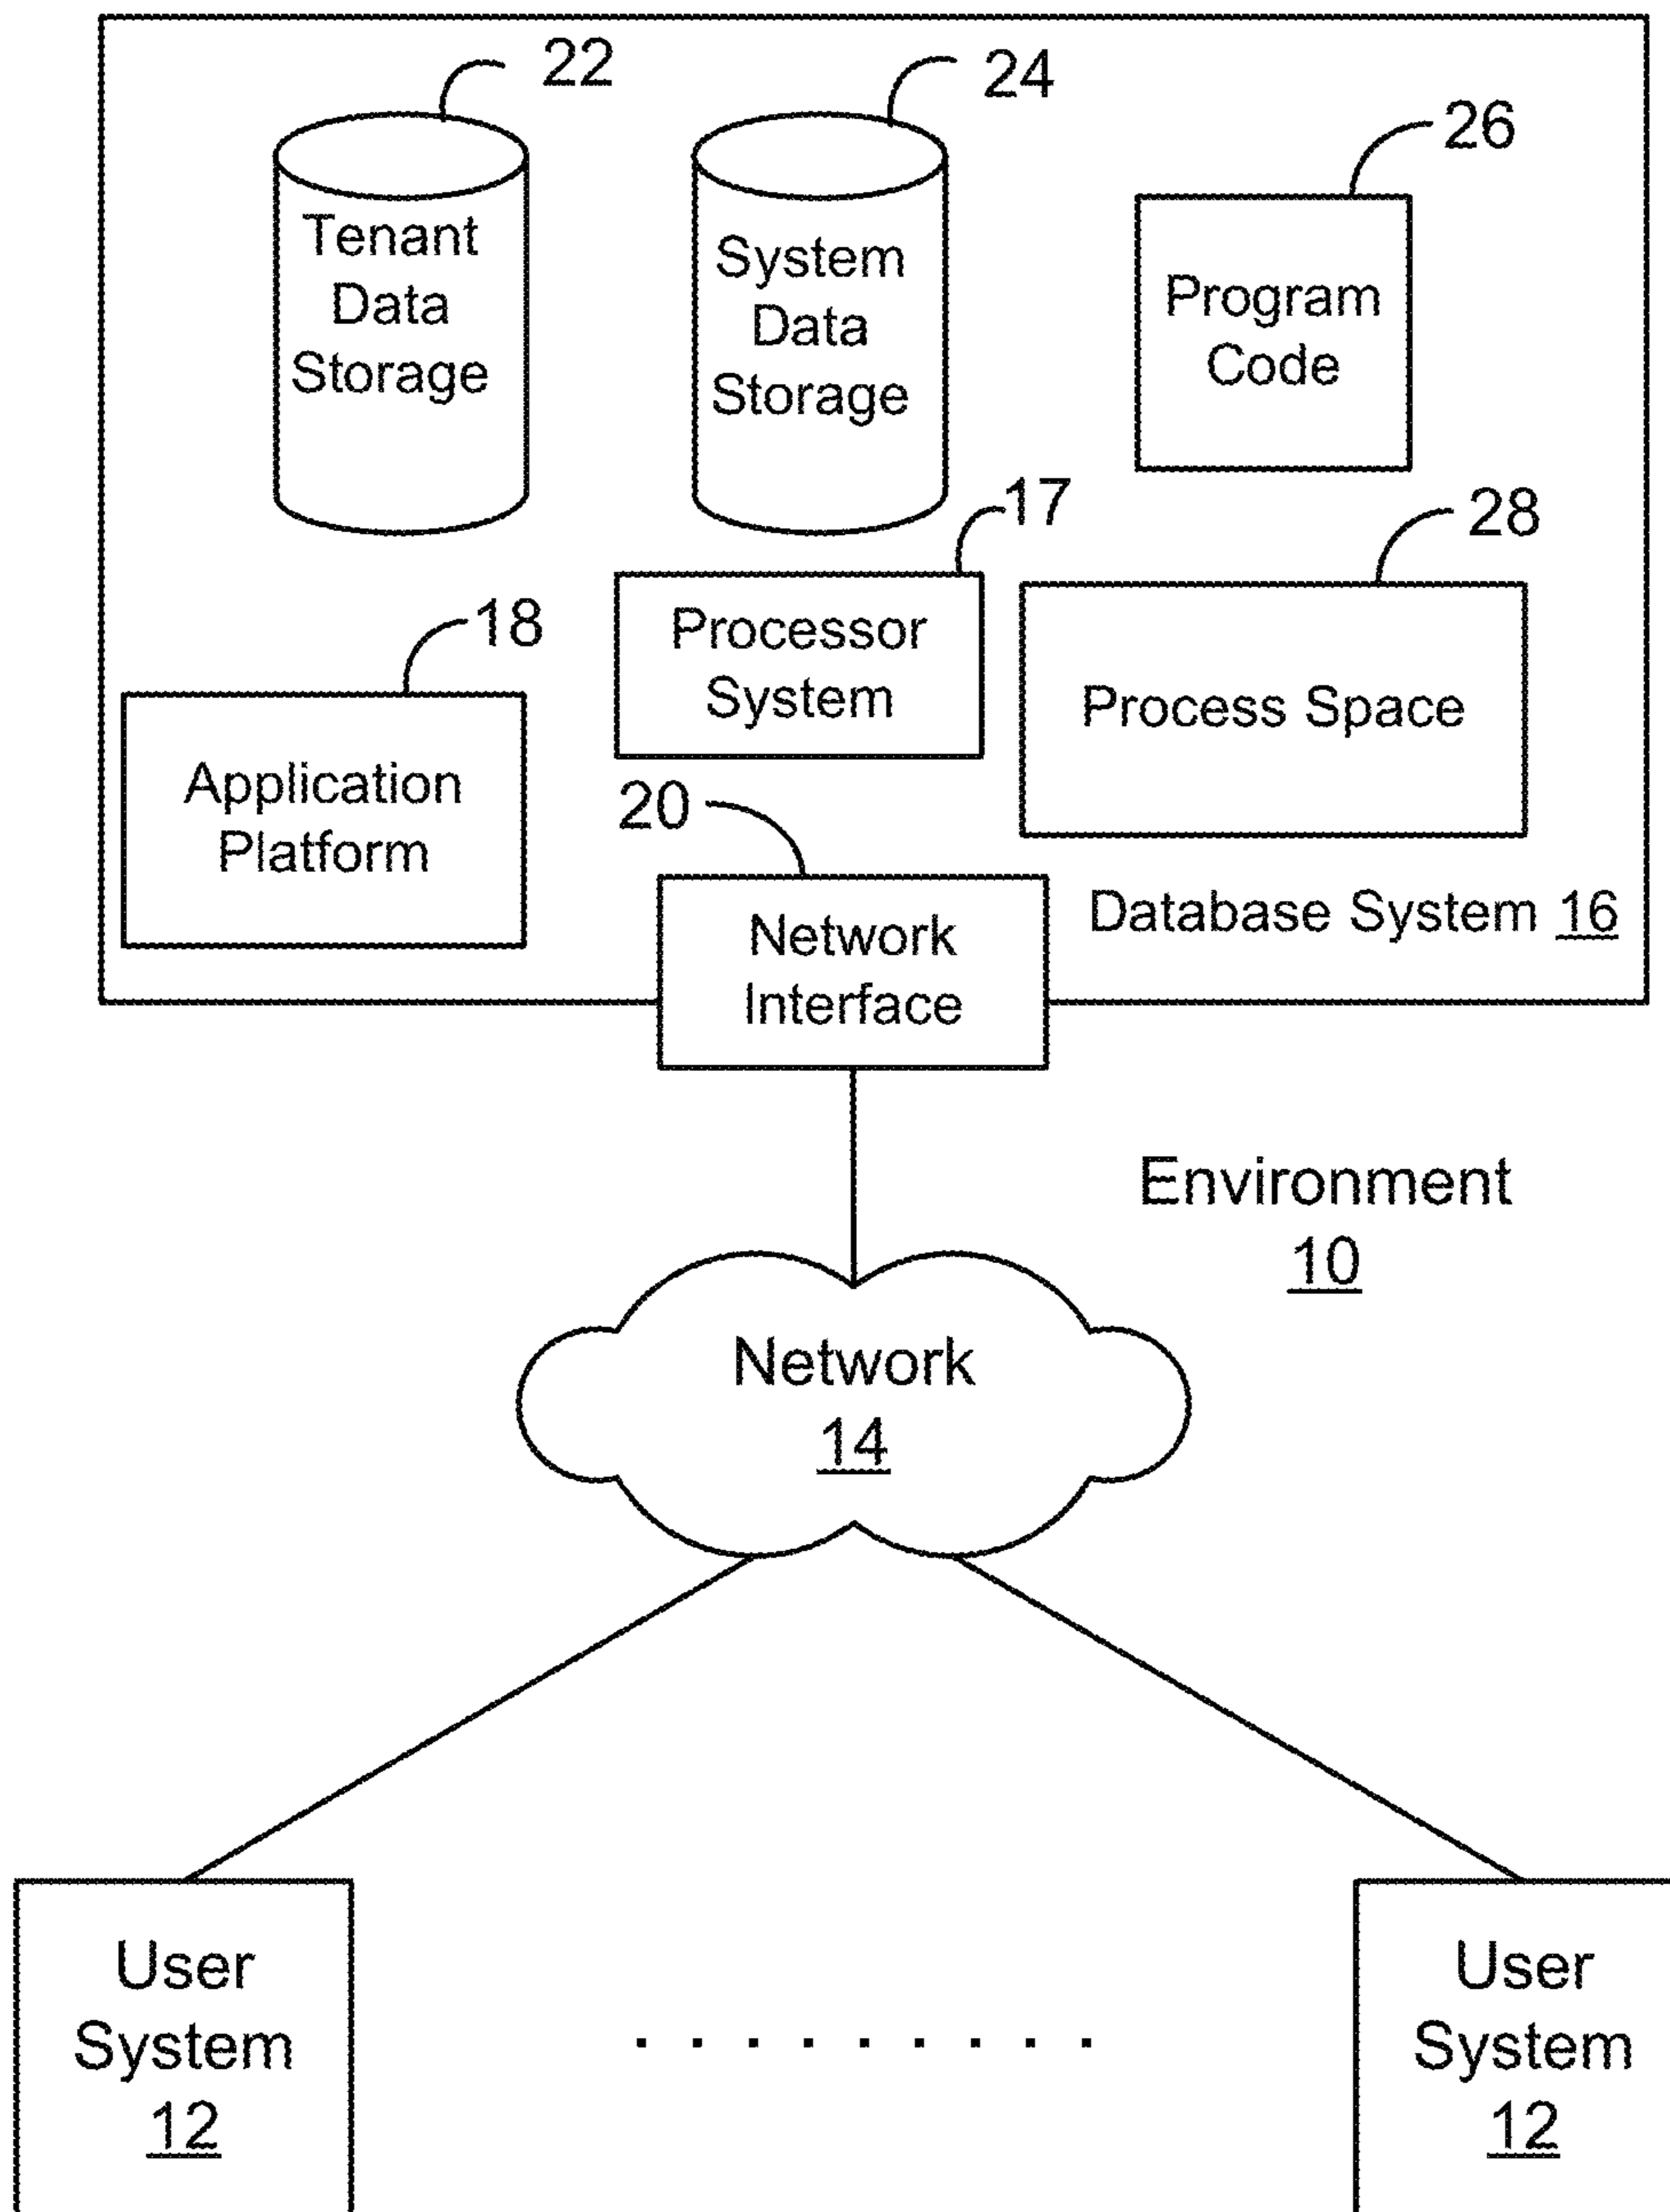 22
24
26
Tenant
Data
Storage
System
Data
Storage
Program
Code
17
28
18
Processor
System
Process Space
Application
Platform
20
Network
Interface
Database System 16
Environment
10
Network
14
User
System
12
. . . . . . . . .
User
System
12